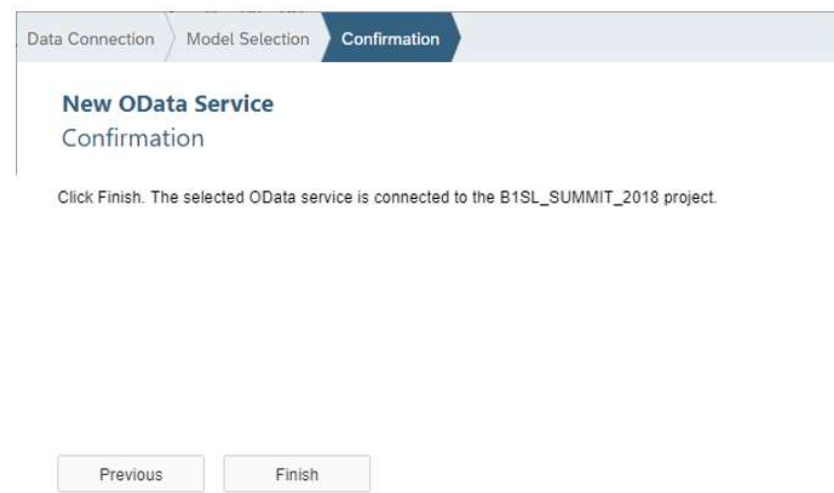 Data Connection
Model Selection
Confirmation
New OData Service
Confirmation
Click Finish. The selected OData service is connected to the B1SL_SUMMIT_2018 project.
Previous
Finish